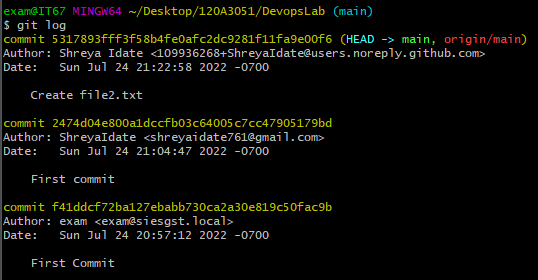 exam@IT67 MINGW64 ~/Desktop/120A3051/DevopsLab (main)
$ git log
commit 5317893fff3f58b4fe0afc2dc9281f11fa9e00f6 (HEAD -> main, origin/main)
Author: Shreya Idate <109936268+ShreyaIdate@users.noreply.github.com>
Date:   Sun Jul 24 21:22:58 2022 -0700
    Create file2.txt
commit 2474d04e800a1dccfb03c64005c7cc47905179bd
Author: ShreyaIdate <shreyaidate761@gmail.com>
Date:   Sun Jul 24 21:04:47 2022 -0700
    First commit
commit f41ddcf72ba127ebabb730ca2a30e819c50fac9b
Author: exam <exam@siesgst.local>
Date:   Sun Jul 24 20:57:12 2022 -0700
    First Commit